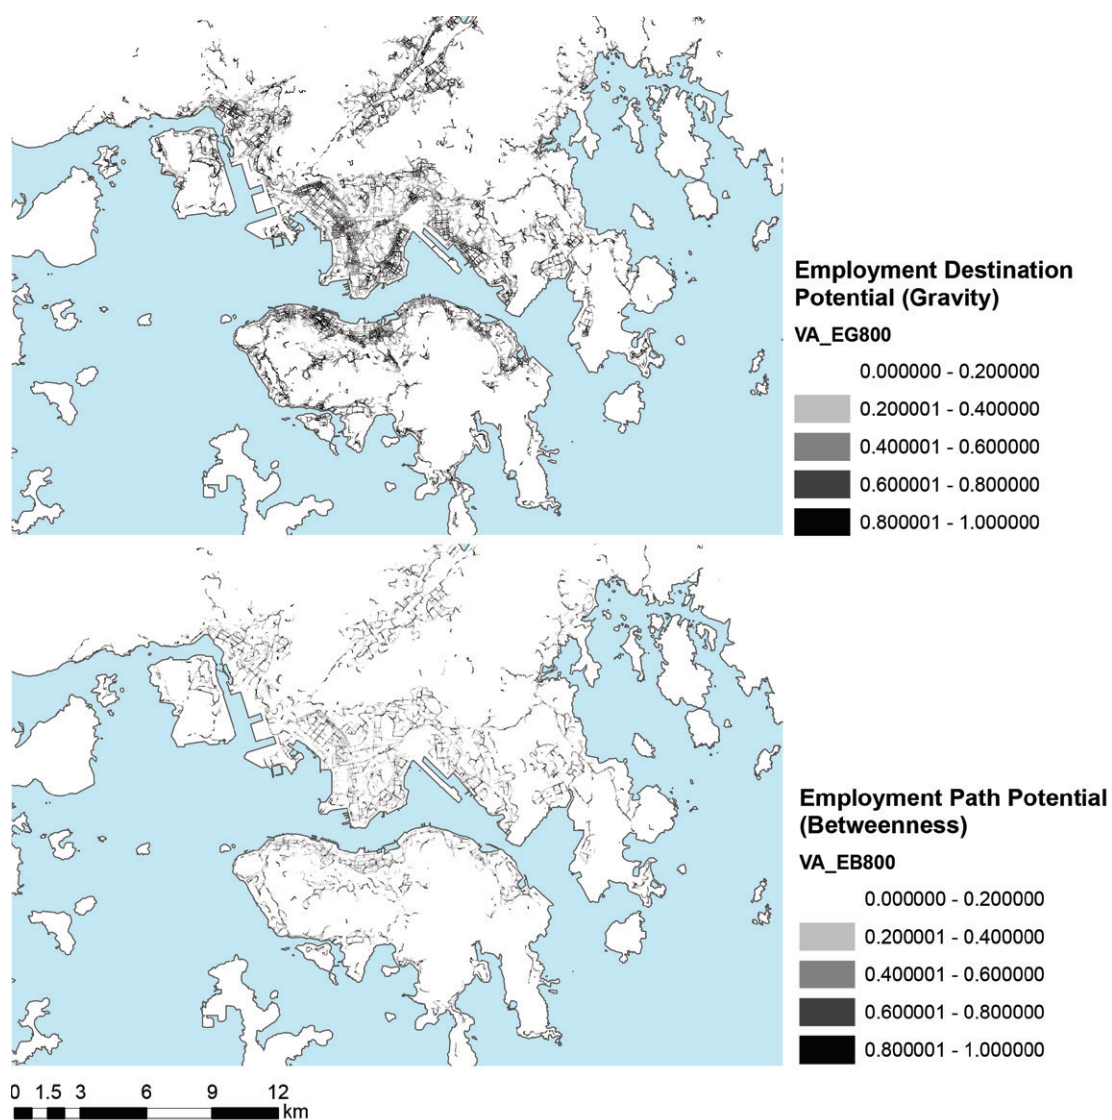 Employment Destination
Potential (Gravity)
VA_EG800
0.000000 - 0.200000
0.200001 - 0.400000
0.400001 - 0.600000
0.600001 - 0.800000
0.800001 - 1.000000
Employment Path Potential
(Betweenness)
VA_EB800
0.000000 - 0.200000
0.200001 - 0.400000
0.400001 - 0.600000
0.600001 - 0.800000
0.800001 - 1.000000
0 1.5 3 6 9 12
km